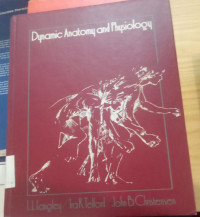 Dynamic Anatomy and Physiology
L.L. Langley Ira R. Telford John B. Christensen